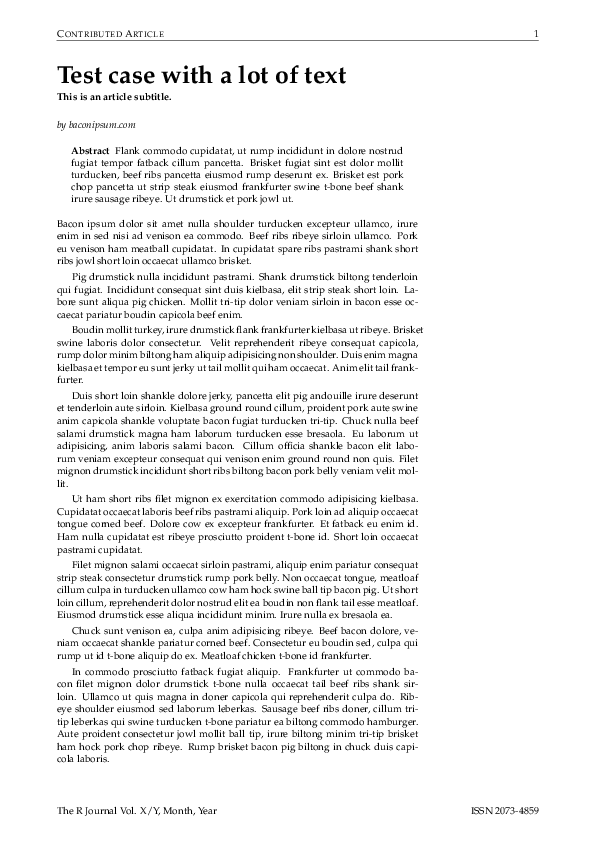 CONTRIBUTED ARTICLE 1
Test case with a lot of text
This is an article subtitle.
by baconipsum.com
Abstract Flank commodo cupidatat, ut rump incididunt in dolore nostrud
fugiat tempor fatback cillum pancetta. Brisket fugiat sint est dolor mollit
turducken, beef ribs pancetta eiusmod rump deserunt ex. Brisket est pork
chop pancetta ut strip steak eiusmod frankfurter swine t-bone beef shank
irure sausage ribeye. Ut drumstick et pork jowl ut.
Bacon ipsum dolor sit amet nulla shoulder turducken excepteur ullamco, irure
enim in sed nisi ad venison ea commodo. Beef ribs ribeye sirloin ullamco. Pork
eu venison ham meatball cupidatat. In cupidatat spare ribs pastrami shank short
ribs jowl short loin occaecat ullamco brisket.
Pig drumstick nulla incididunt pastrami. Shank drumstick biltong tenderloin
qui fugiat. Incididunt consequat sint duis kielbasa, elit strip steak short loin. La-
bore sunt aliqua pig chicken. Mollit tri-tip dolor veniam sirloin in bacon esse oc-
caecat pariatur boudin capicola beef enim.
Boudin mollit turkey, irure drumstick flank frankfurter kielbasa ut ribeye. Brisket
swine laboris dolor consectetur. Velit reprehenderit ribeye consequat capicola,
rump dolor minim biltong ham aliquip adipisicing non shoulder. Duis enim magna
kielbasa et tempor eu sunt jerky ut tail mollit qui ham occaecat. Anim elit tail frank-
furter.
Duis short loin shankle dolore jerky, pancetta elit pig andouille irure deserunt
et tenderloin aute sirloin. Kielbasa ground round cillum, proident pork aute swine
anim capicola shankle voluptate bacon fugiat turducken tri-tip. Chuck nulla beef
salami drumstick magna ham laborum turducken esse bresaola. Eu laborum ut
adipisicing, anim laboris salami bacon. Cillum officia shankle bacon elit labo-
rum veniam excepteur consequat qui venison enim ground round non quis. Filet
mignon drumstick incididunt short ribs biltong bacon pork belly veniam velit mol-
lit.
Ut ham short ribs filet mignon ex exercitation commodo adipisicing kielbasa.
Cupidatat occaecat laboris beef ribs pastrami aliquip. Pork loin ad aliquip occaecat
tongue corned beef. Dolore cow ex excepteur frankfurter. Et fatback eu enim id.
Ham nulla cupidatat est ribeye prosciutto proident t-bone id. Short loin occaecat
pastrami cupidatat.
Filet mignon salami occaecat sirloin pastrami, aliquip enim pariatur consequat
strip steak consectetur drumstick rump pork belly. Non occaecat tongue, meatloaf
cillum culpa in turducken ullamco cow ham hock swine ball tip bacon pig. Ut short
loin cillum, reprehenderit dolor nostrud elit ea boudin non flank tail esse meatloaf.
Eiusmod drumstick esse aliqua incididunt minim. Irure nulla ex bresaola ea.
Chuck sunt venison ea, culpa anim adipisicing ribeye. Beef bacon dolore, ve-
niam occaecat shankle pariatur corned beef. Consectetur eu boudin sed, culpa qui
rump ut id t-bone aliquip do ex. Meatloaf chicken t-bone id frankfurter.
In commodo prosciutto fatback fugiat aliquip. Frankfurter ut commodo ba-
con filet mignon dolor drumstick t-bone nulla occaecat tail beef ribs shank sir-
loin. Ullamco ut quis magna in doner capicola qui reprehenderit culpa do. Rib-
eye shoulder eiusmod sed laborum leberkas. Sausage beef ribs doner, cillum tri-
tip leberkas qui swine turducken t-bone pariatur ea biltong commodo hamburger.
Aute proident consectetur jowl mollit ball tip, irure biltong minim tri-tip brisket
ham hock pork chop ribeye. Rump brisket bacon pig biltong in chuck duis capi-
cola laboris.
The R Journal Vol. X/Y, Month, Year ISSN 2073-4859